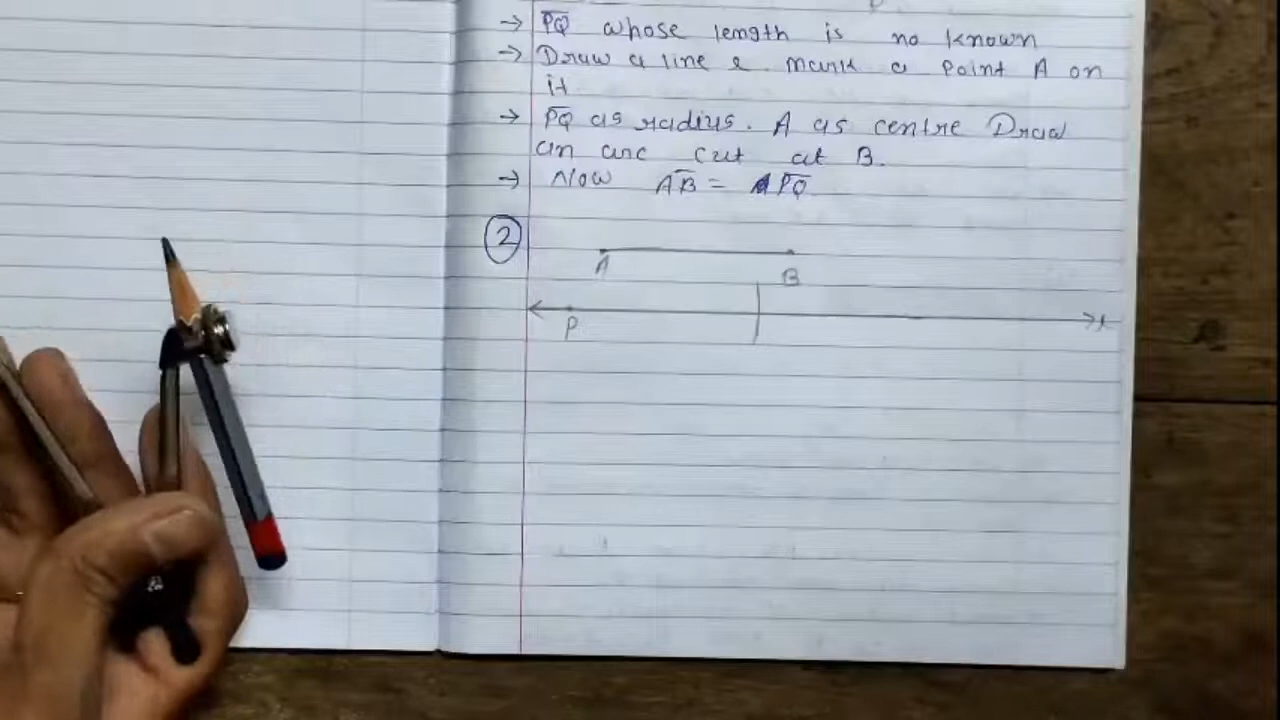 → PQ whose length is no known
→ Draw a line & mark a point A on
it
→ PQ as radius. A as centre Draw
an arc cut at B.
→ Now AB = PQ
2
A B
P l